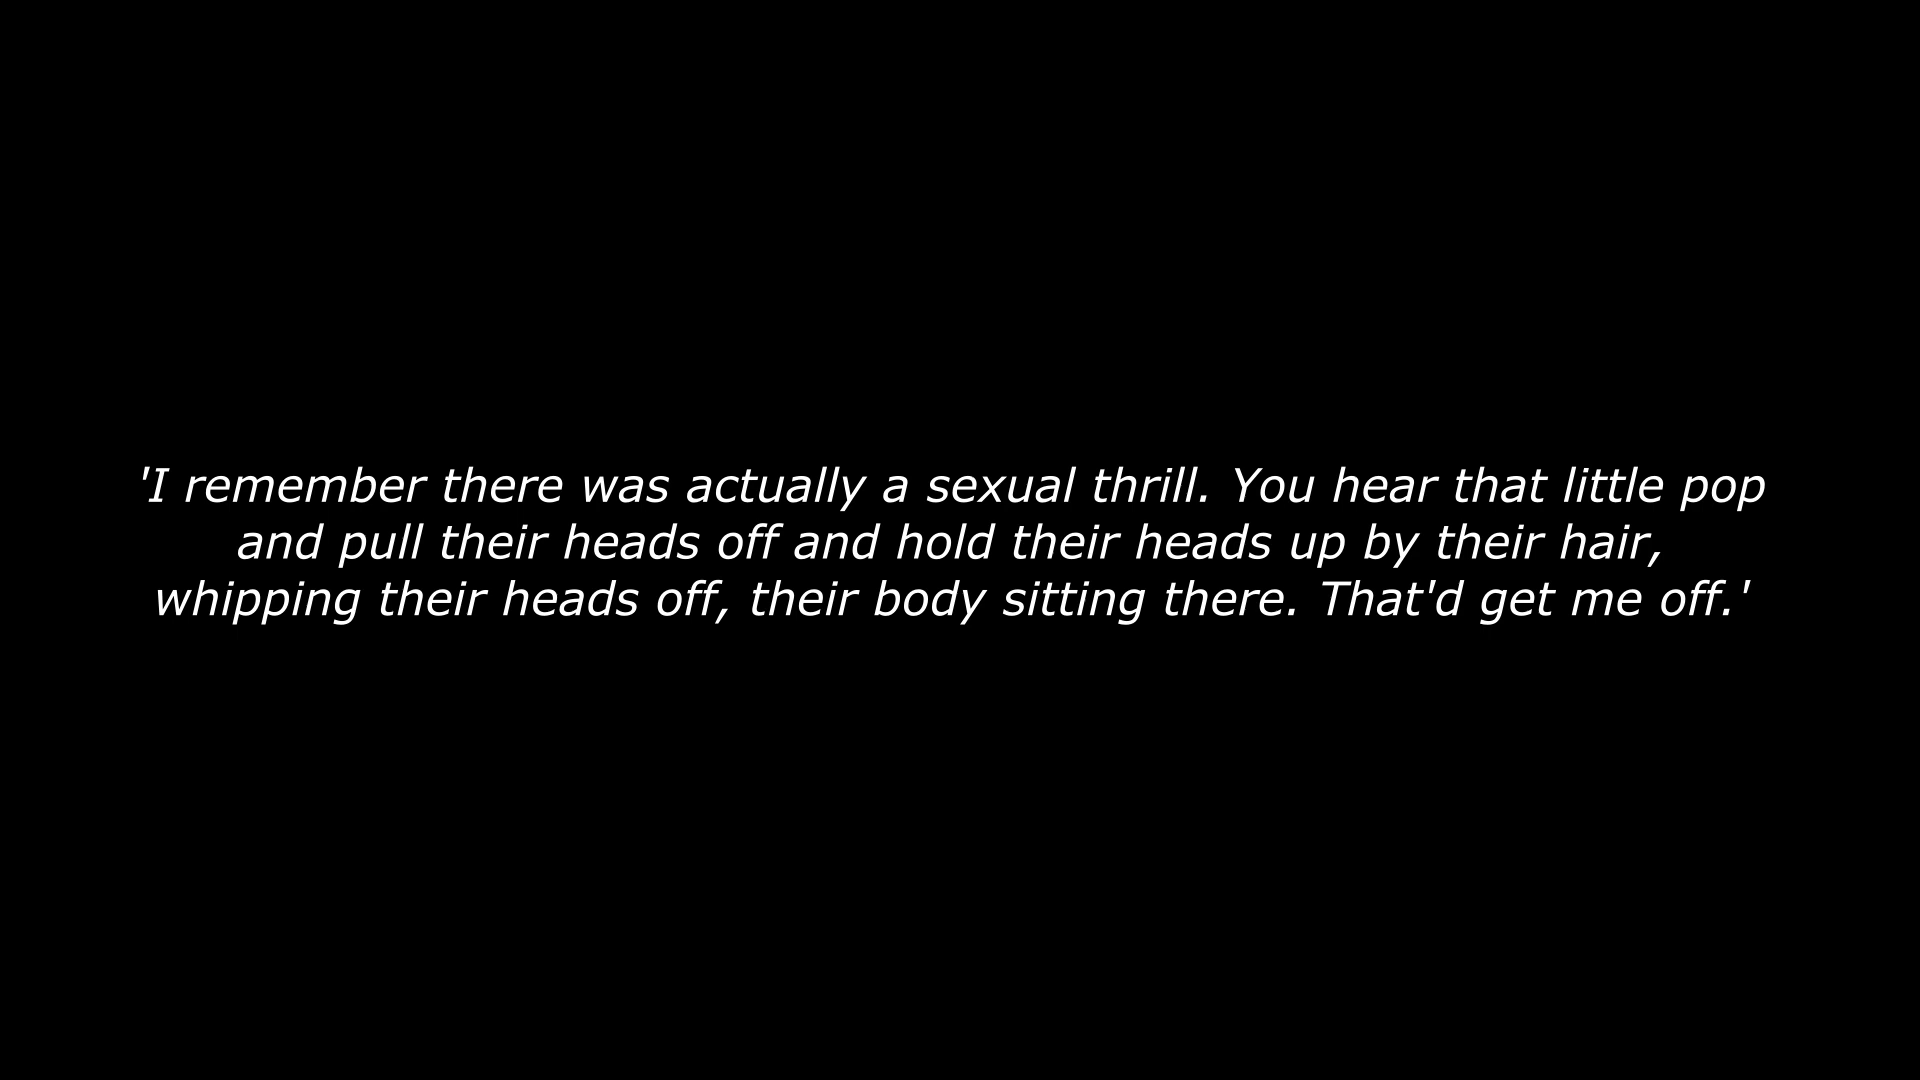 'I remember there was actually a sexual thrill. You hear that little pop
and pull their heads off and hold their heads up by their hair,
whipping their heads off, their body sitting there. That'd get me off.'